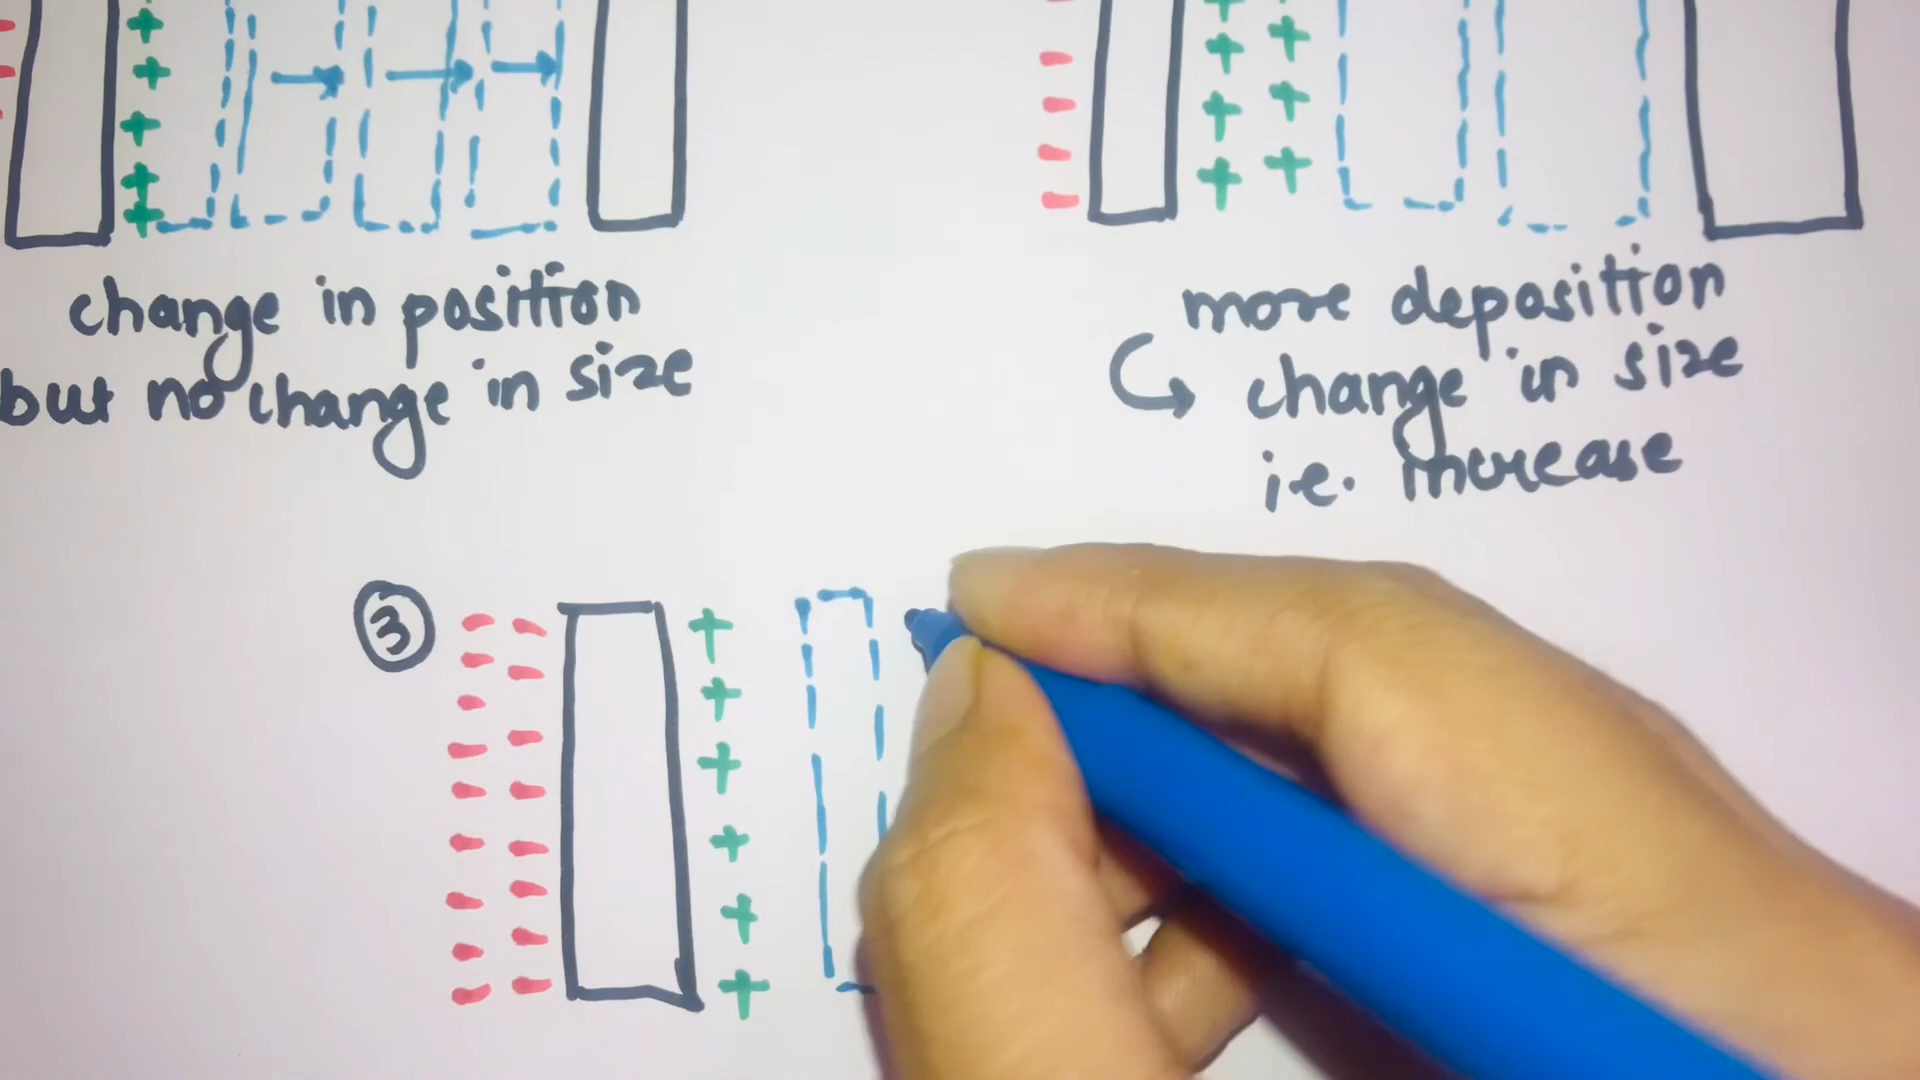 change in position
but no change in size
more deposition
change in size
i.e. increase
3